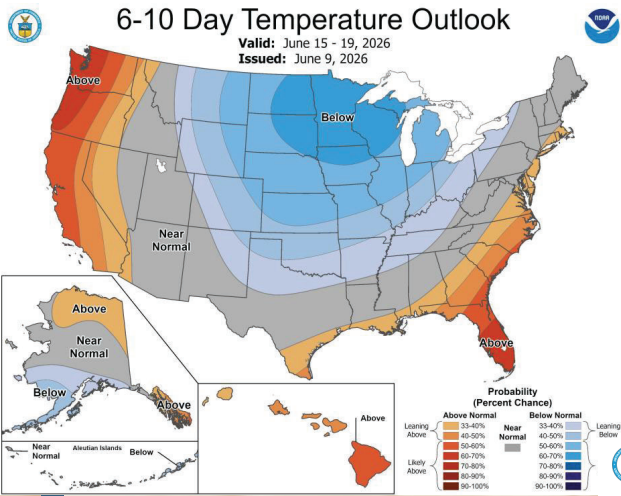 6-10 Day Temperature Outlook
Valid: June 15 - 19, 2026
Issued: June 9, 2026
NOAA
Above
Below
Near
Normal
Above
Above
Near
Normal
Below
Above
Near
Normal
Aleutian Islands
Below
Above
Probability
(Percent Chance)
Above Normal
Below Normal
Leaning
Above
Likely
Above
33-40%
40-50%
50-60%
60-70%
70-80%
80-90%
90-100%
Near
Normal
33-40%
40-50%
50-60%
60-70%
70-80%
80-90%
90-100%
Leaning
Below